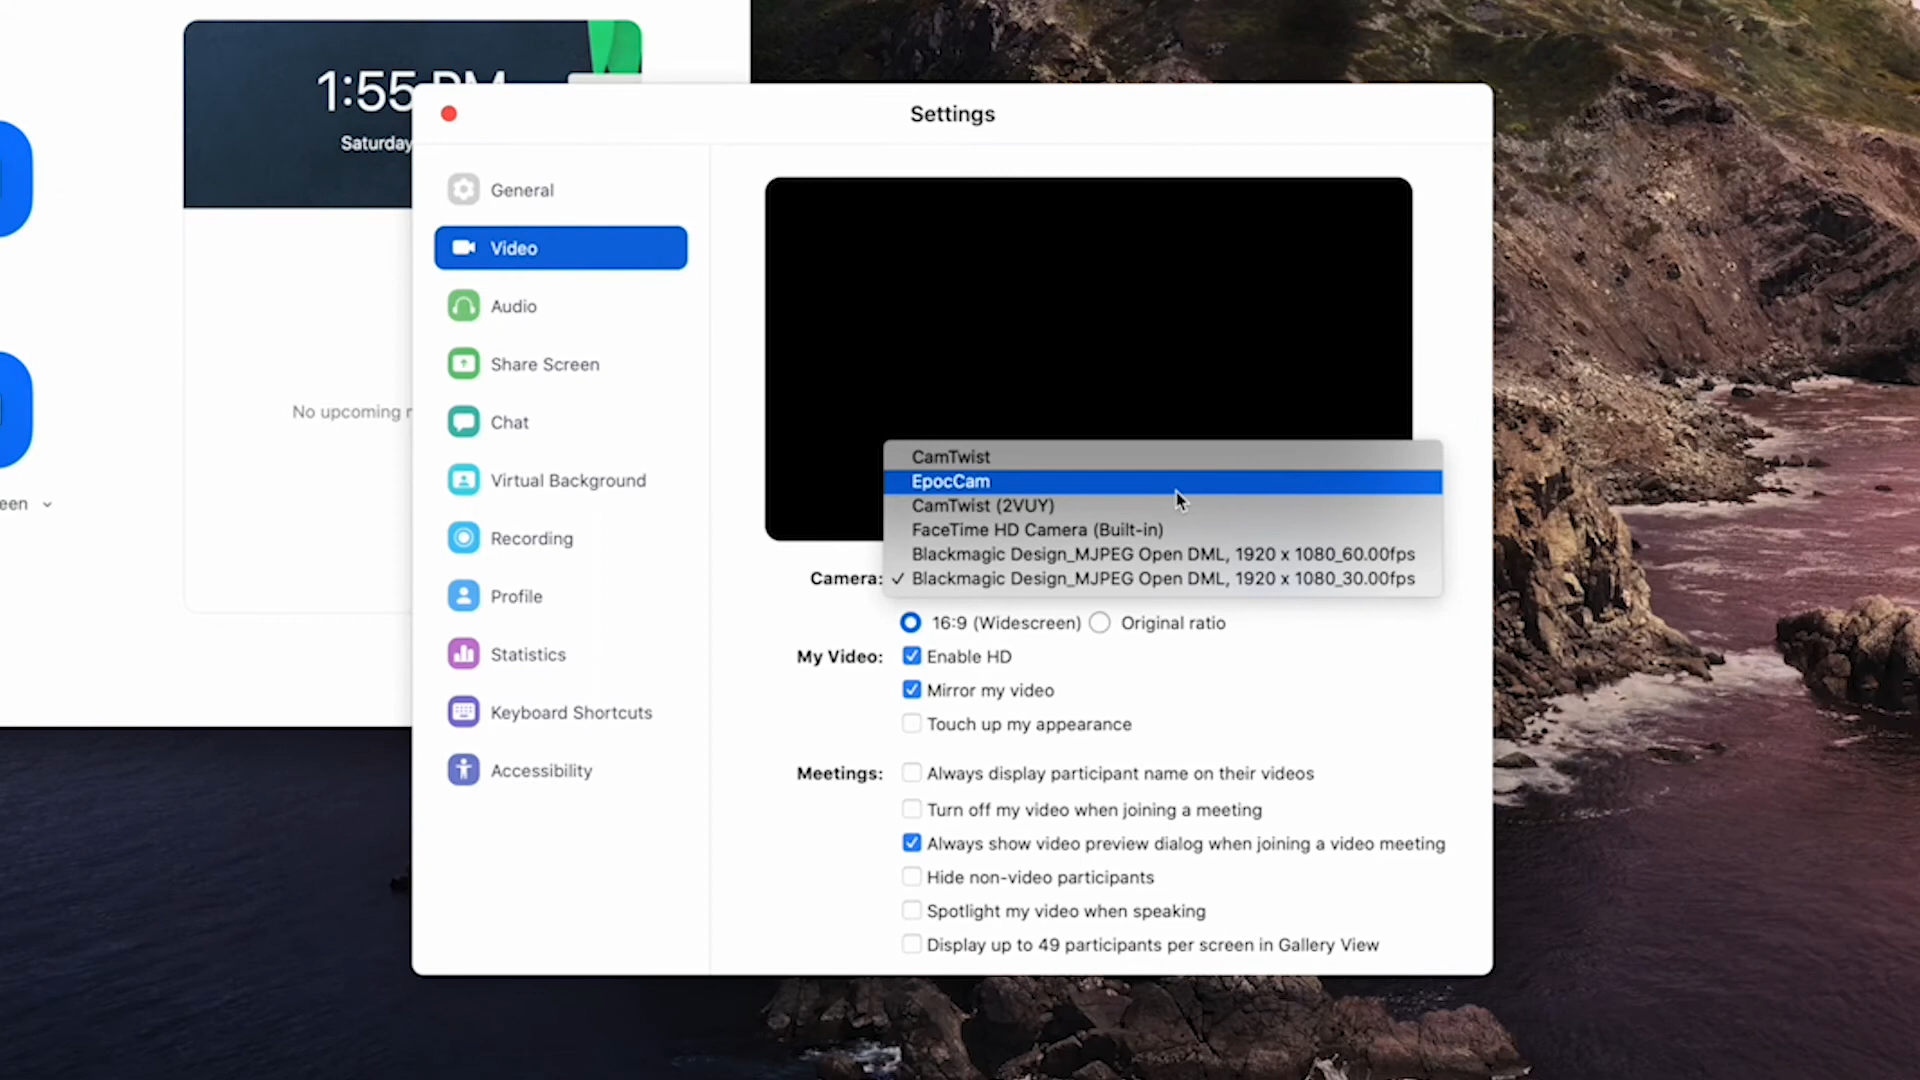 1:55 PM
Saturday
No upcoming
een
Settings
General
Video
Audio
Share Screen
Chat
Virtual Background
Recording
Profile
Statistics
Keyboard Shortcuts
Accessibility
CamTwist
EpocCam
CamTwist (2VUY)
FaceTime HD Camera (Built-in)
Blackmagic Design_MJPEG Open DML, 1920 x 1080_60.00fps
Camera: ✓ Blackmagic Design_MJPEG Open DML, 1920 x 1080_30.00fps
16:9 (Widescreen) Original ratio
My Video: Enable HD
Mirror my video
Touch up my appearance
Meetings: Always display participant name on their videos
Turn off my video when joining a meeting
Always show video preview dialog when joining a video meeting
Hide non-video participants
Spotlight my video when speaking
Display up to 49 participants per screen in Gallery View